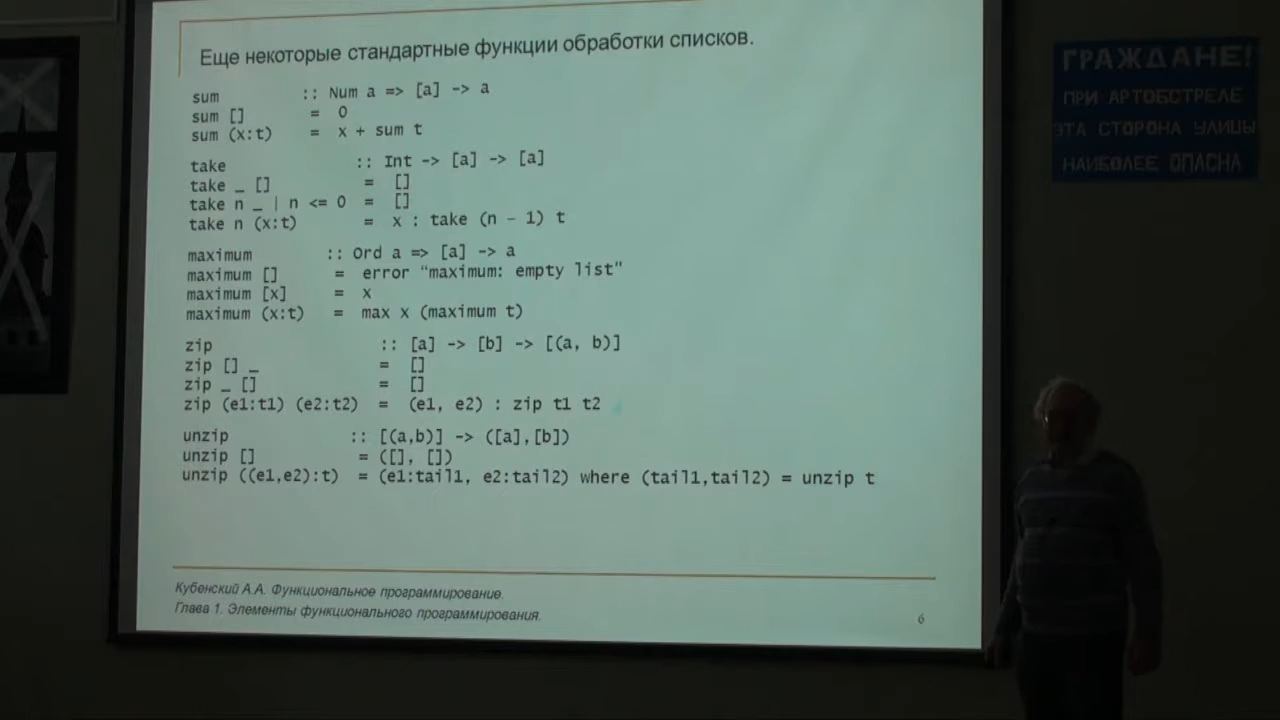 Еще некоторые стандартные функции обработки списков.
sum :: Num a => [a] -> a
sum [] = 0
sum (x:t) = x + sum t
take :: Int -> [a] -> [a]
take _ [] = []
take n _ | n <= 0 = []
take n (x:t) = x : take (n - 1) t
maximum :: Ord a => [a] -> a
maximum [] = error “maximum: empty list”
maximum [x] = x
maximum (x:t) = max x (maximum t)
zip :: [a] -> [b] -> [(a, b)]
zip [] _ = []
zip _ [] = []
zip (e1:t1) (e2:t2) = (e1, e2) : zip t1 t2
unzip :: [(a,b)] -> ([a],[b])
unzip [] = ([], [])
unzip ((e1,e2):t) = (e1:tail1, e2:tail2) where (tail1,tail2) = unzip t
Кубенский А.А. Функциональное программирование.
Глава 1. Элементы функционального программирования.
6
ГРАЖДАНЕ!
ПРИ АРТОБСТРЕЛЕ
ЭТА СТОРОНА УЛИЦЫ
НАИБОЛЕЕ ОПАСНА